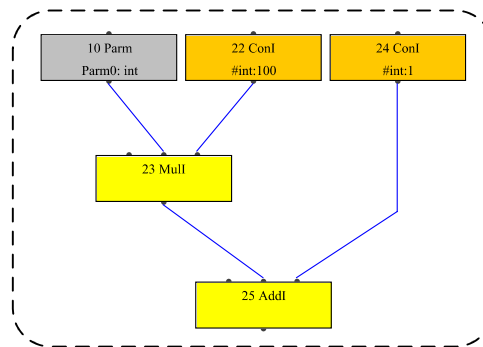 10 Parm
Parm0: int
22 ConI
#int:100
24 ConI
#int:1
23 MulI
25 AddI